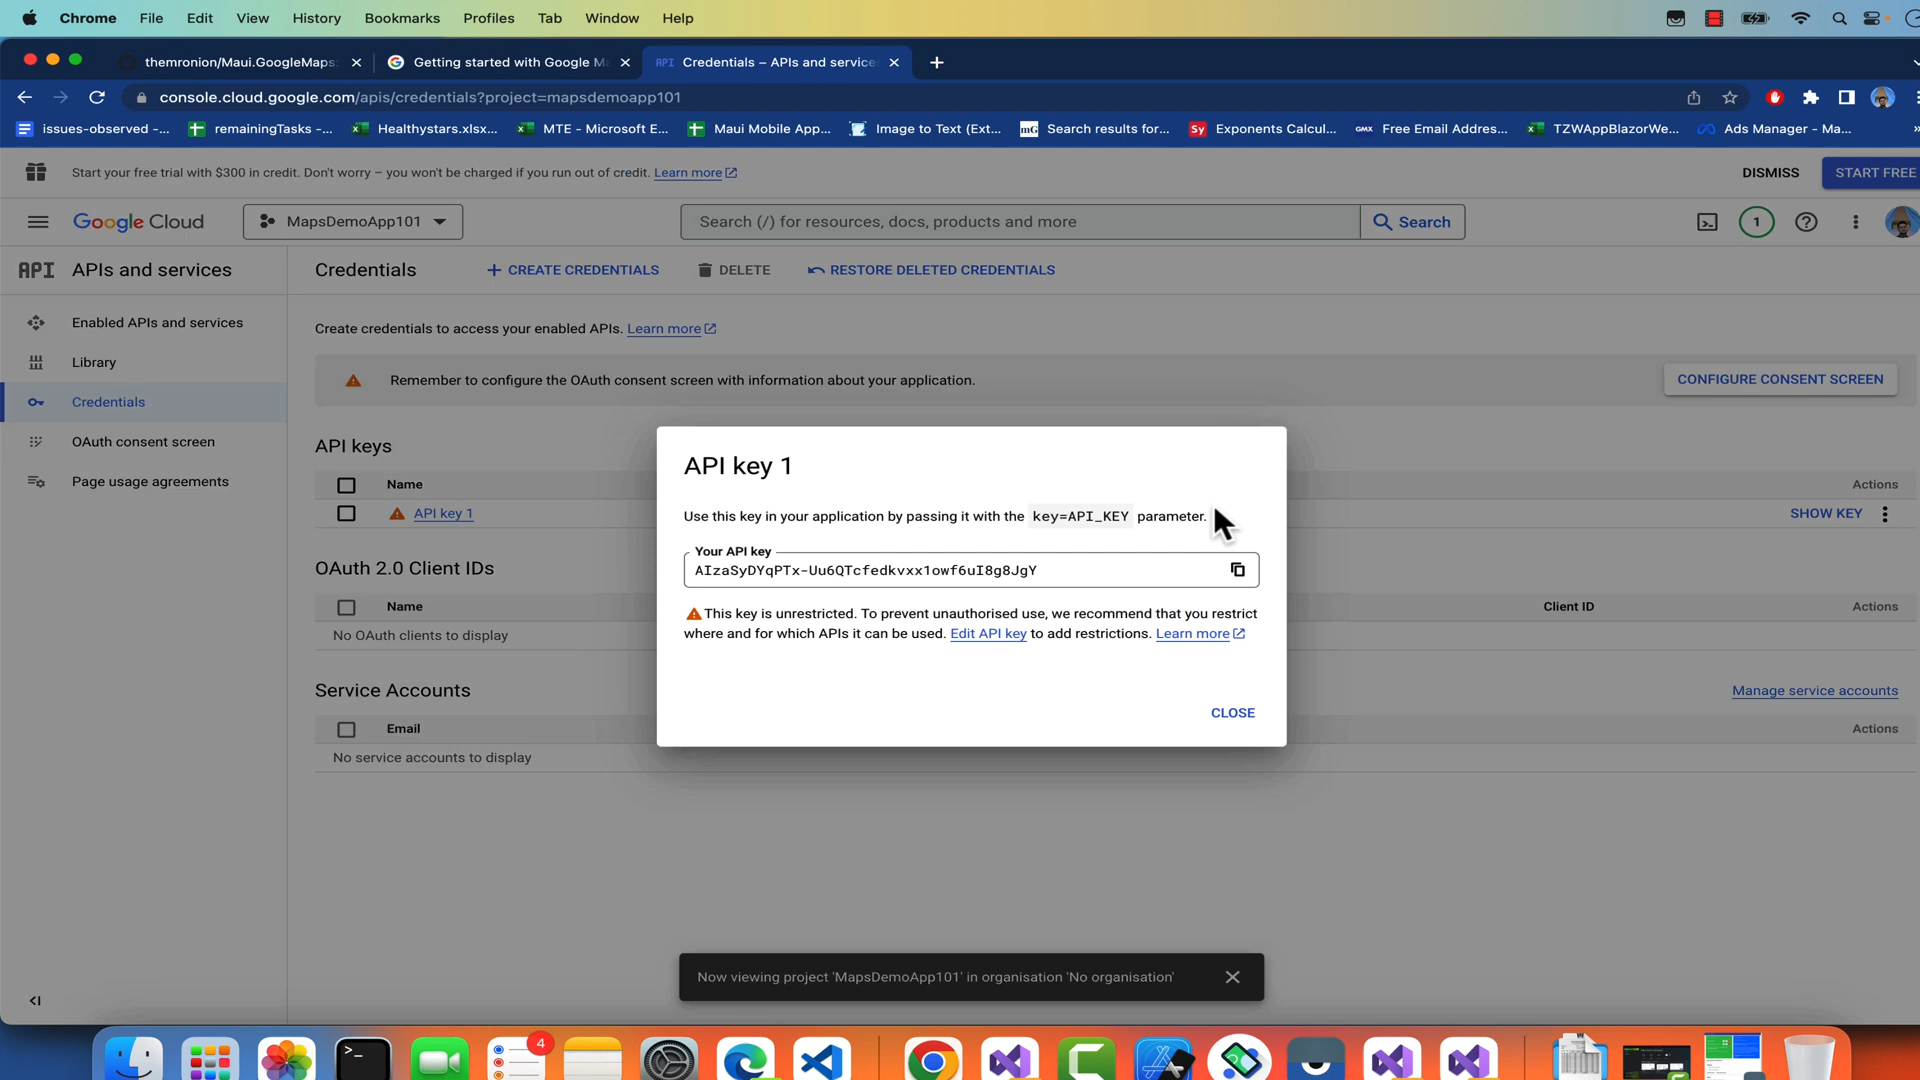 Chrome File Edit View History Bookmarks Profiles Tab Window Help
themronion/Maui.GoogleMaps: Getting started with Google Ma API Credentials – APIs and service
console.cloud.google.com/apis/credentials?project=mapsdemoapp101
issues-observed -... remainingTasks -... Healthystars.xlsx... MTE - Microsoft E... Maui Mobile App... Image to Text (Ext... mG Search results for... Sy Exponents Calcul... GMX Free Email Addres... TZWAppBlazorWe... Ads Manager - Ma... »
Start your free trial with $300 in credit. Don't worry – you won't be charged if you run out of credit. Learn more DISMISS START FREE
Google Cloud MapsDemoApp101 Search (/) for resources, docs, products and more Search 1
API APIs and services Credentials + CREATE CREDENTIALS DELETE RESTORE DELETED CREDENTIALS
Enabled APIs and services
Library
Credentials
OAuth consent screen
Page usage agreements
Create credentials to access your enabled APIs. Learn more
Remember to configure the OAuth consent screen with information about your application. CONFIGURE CONSENT SCREEN
API keys
Name Actions
API key 1 SHOW KEY
OAuth 2.0 Client IDs
Name Client ID Actions
No OAuth clients to display
Service Accounts Manage service accounts
Email Actions
No service accounts to display
API key 1
Use this key in your application by passing it with the key=API_KEY parameter.
Your API key
AIzaSyDYqPTx-Uu6QTcfedkvxx1owf6uI8g8JgY
This key is unrestricted. To prevent unauthorised use, we recommend that you restrict
where and for which APIs it can be used. Edit API key to add restrictions. Learn more
CLOSE
Now viewing project 'MapsDemoApp101' in organisation 'No organisation'
4